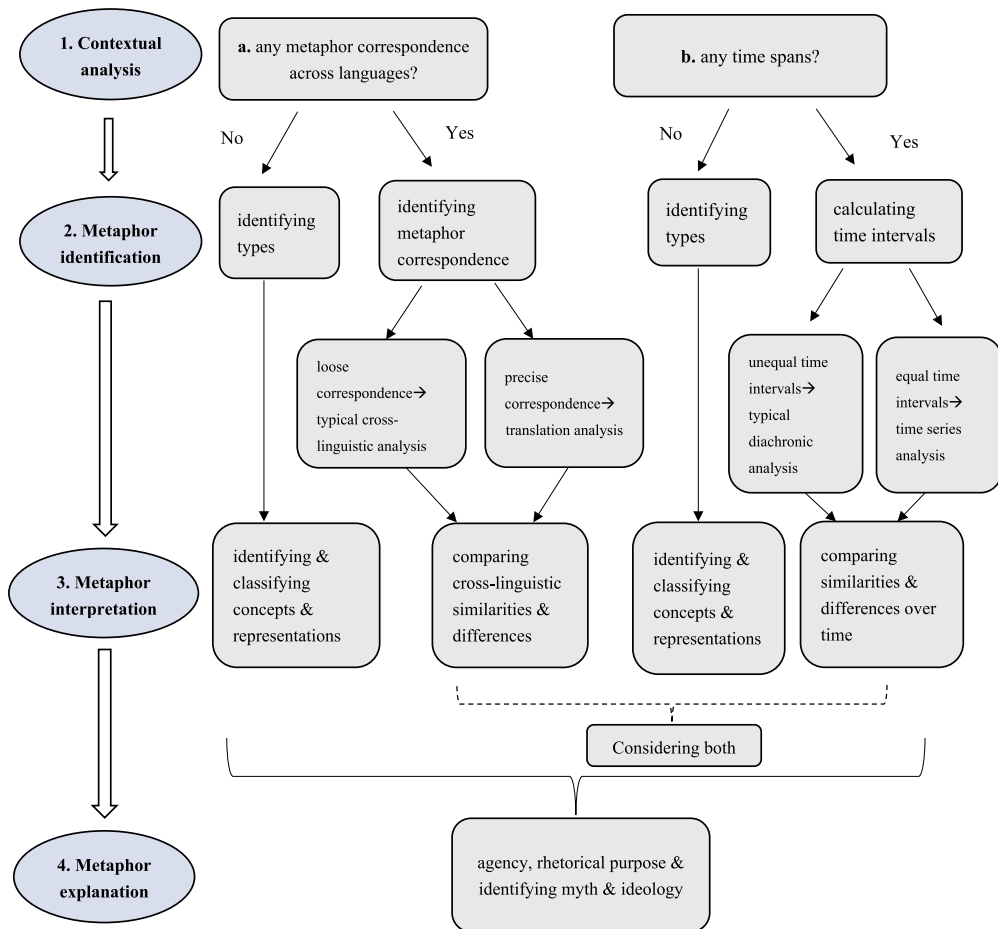 1. Contextual
analysis
a. any metaphor correspondence
across languages?
b. any time spans?
No
Yes
No
Yes
2. Metaphor
identification
identifying
types
identifying
metaphor
correspondence
identifying
types
calculating
time intervals
loose
correspondence→
typical cross-
linguistic analysis
precise
correspondence→
translation analysis
unequal time
intervals→
typical
diachronic
analysis
equal time
intervals→
time series
analysis
3. Metaphor
interpretation
identifying &
classifying
concepts &
representations
comparing
cross-linguistic
similarities &
differences
identifying &
classifying
concepts &
representations
comparing
similarities &
differences over
time
Considering both
4. Metaphor
explanation
agency, rhetorical purpose &
identifying myth & ideology